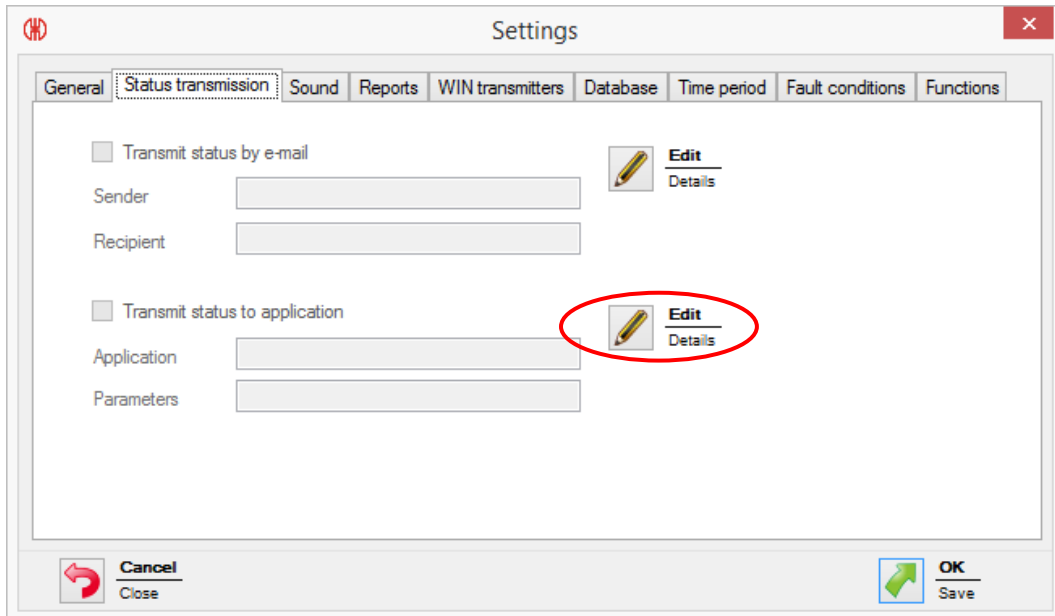 Settings
General Status transmission Sound Reports WIN transmitters Database Time period Fault conditions Functions
Transmit status by e-mail
Edit
Details
Sender
Recipient
Transmit status to application
Edit
Details
Application
Parameters
Cancel
Close
OK
Save